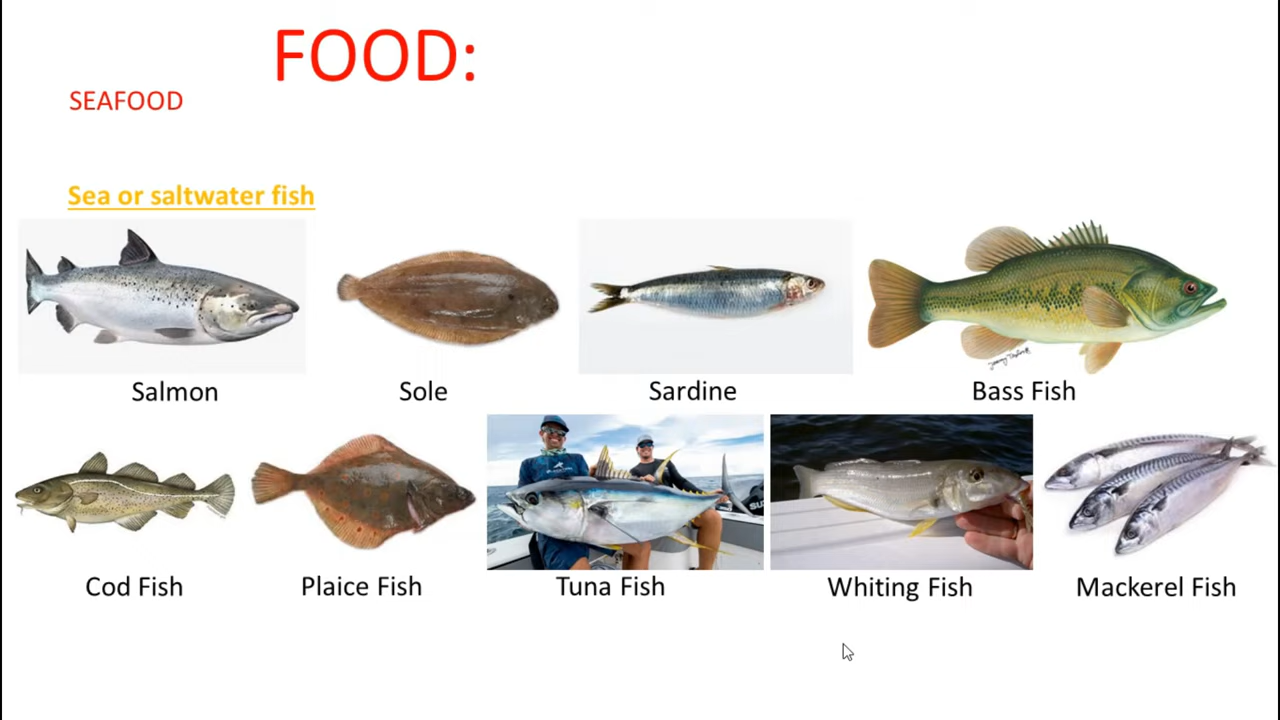 FOOD:
SEAFOOD
Sea or saltwater fish
Salmon
Sole
Sardine
Bass Fish
Cod Fish
Plaice Fish
Tuna Fish
Whiting Fish
Mackerel Fish